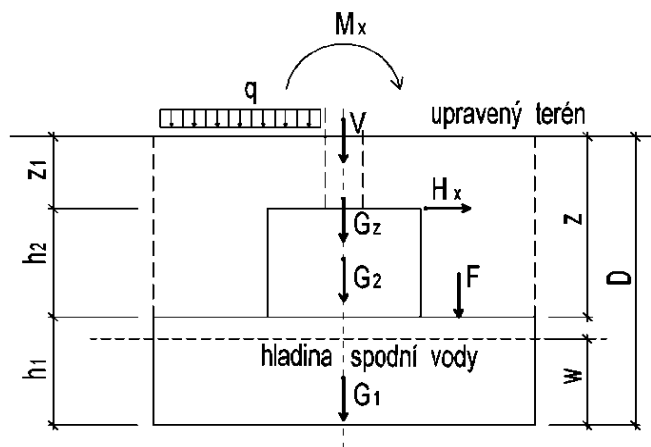 Mx
q
upravený terén
V
z1
Hx
Gz
z
h2
G2
F
D
hladina spodní vody
h1
w
G1